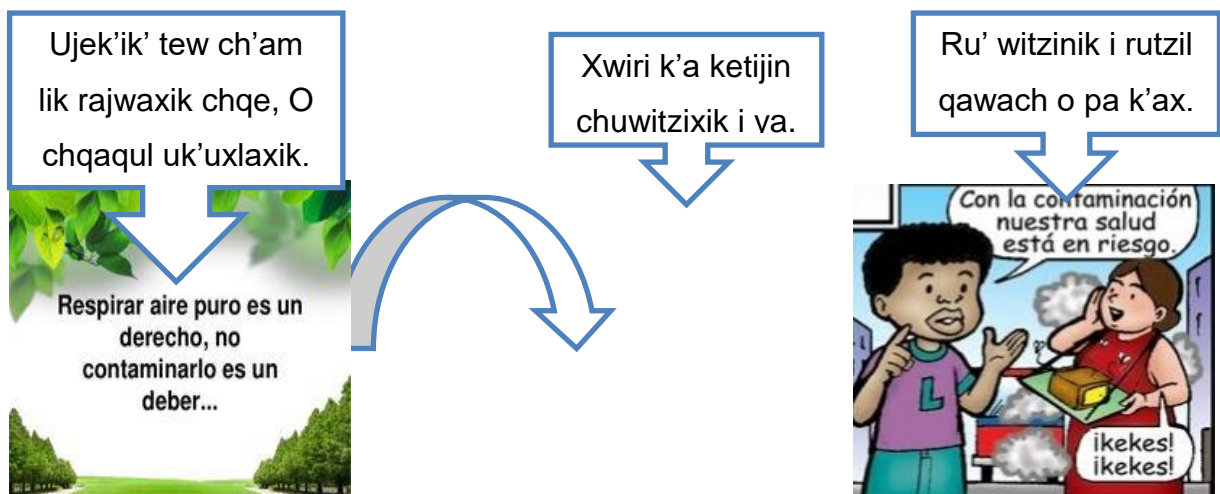 Ujek’ik’ tew ch’am
lik rajwaxik chqe, O
chqaqul uk’uxlaxik.
Respirar aire puro es un
derecho, no
contaminarlo es un
deber...
Xwiri k’a ketijin
chuwitzixik i ya.
Ru’ witzinik i rutzil
qawach o pa k’ax.
Con la contaminación
nuestra salud
está en riesgo.
L
¡kekes!
¡kekes!